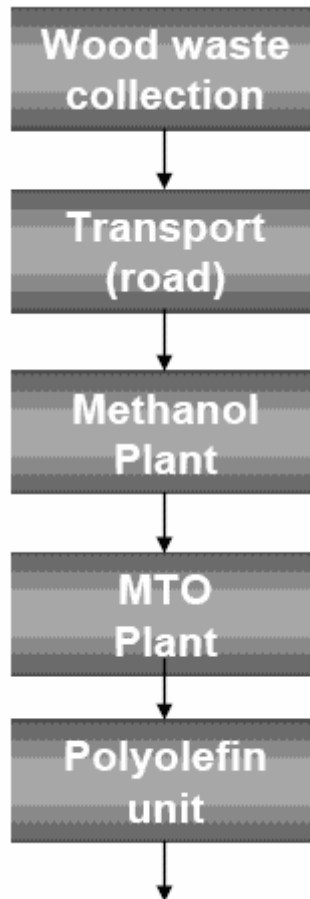 Wood waste
collection
Transport
(road)
Methanol
Plant
MTO
Plant
Polyolefin
unit